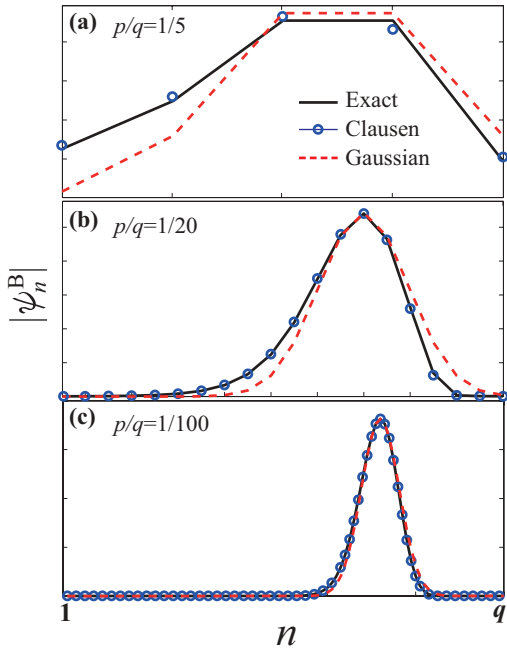 (a) p/q=1/5
Exact
Clausen
Gaussian
(b) p/q=1/20
|ψₙᴮ|
(c) p/q=1/100
1 n q